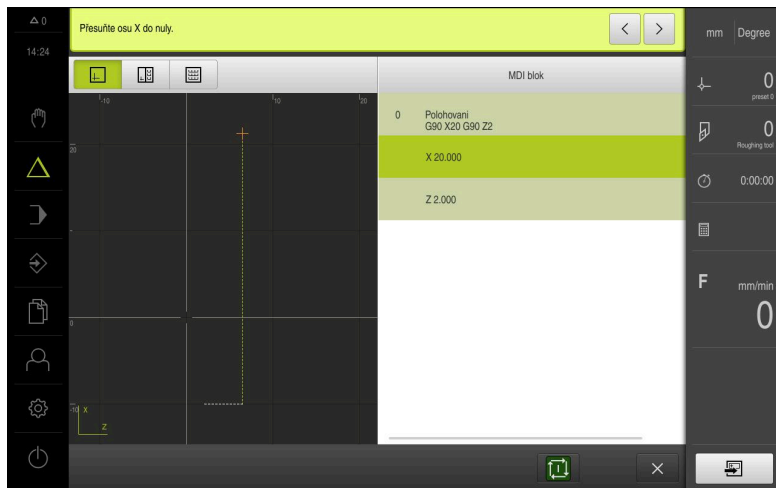 0
Přesuňte osu X do nuly.
mm
Degree
14:24
MDI blok
0
preset 0
-10
10
20
0 Polohovani
G90 X20 G90 Z2
0
Roughing tool
20
X 20.000
0:00:00
Z 2.000
F
mm/min
0
0
-10
X
Z